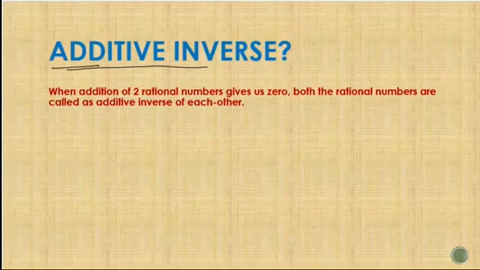 ADDITIVE INVERSE?
When addition of 2 rational numbers gives us zero, both the rational numbers are
called as additive inverse of each-other.